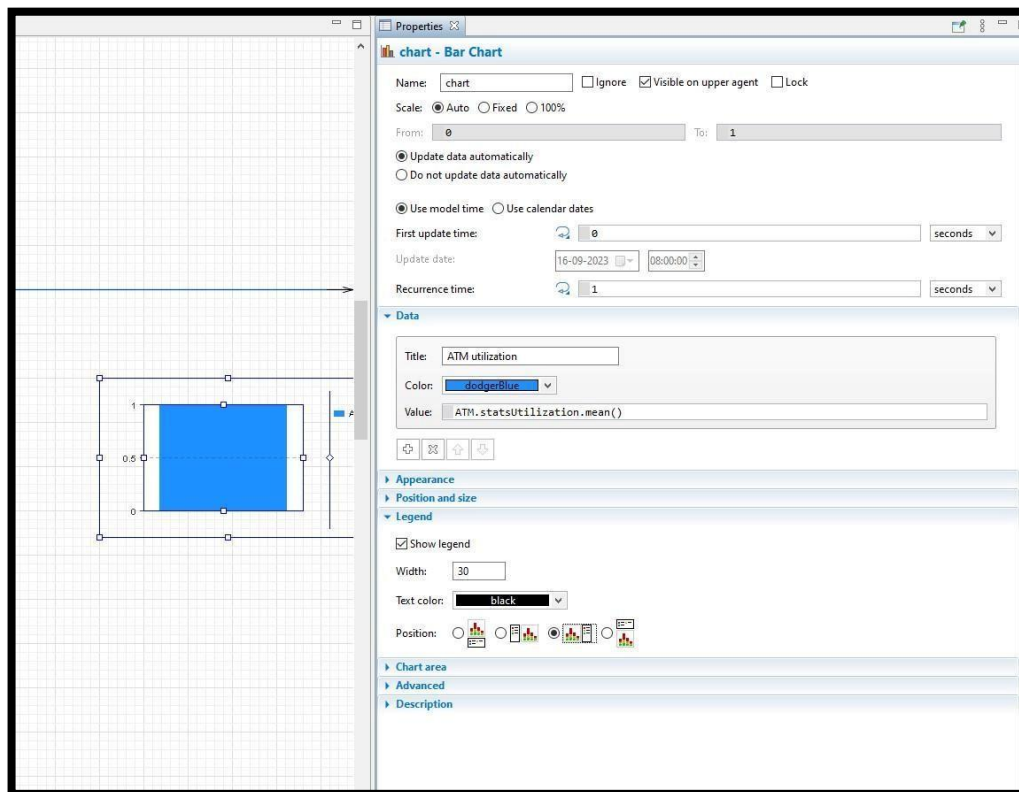 Properties
chart - Bar Chart
Name: chart Ignore Visible on upper agent Lock
Scale: Auto Fixed 100%
From: 0 To: 1
Update data automatically
Do not update data automatically
Use model time Use calendar dates
First update time: 0 seconds
Update date: 16-09-2023 08:00:00
Recurrence time: 1 seconds
Data
Title: ATM utilization
Color: dodgerBlue
Value: ATM.statsUtilization.mean()
1
A
0.5
0
Appearance
Position and size
Legend
Show legend
Width: 30
Text color: black
Position:
Chart area
Advanced
Description